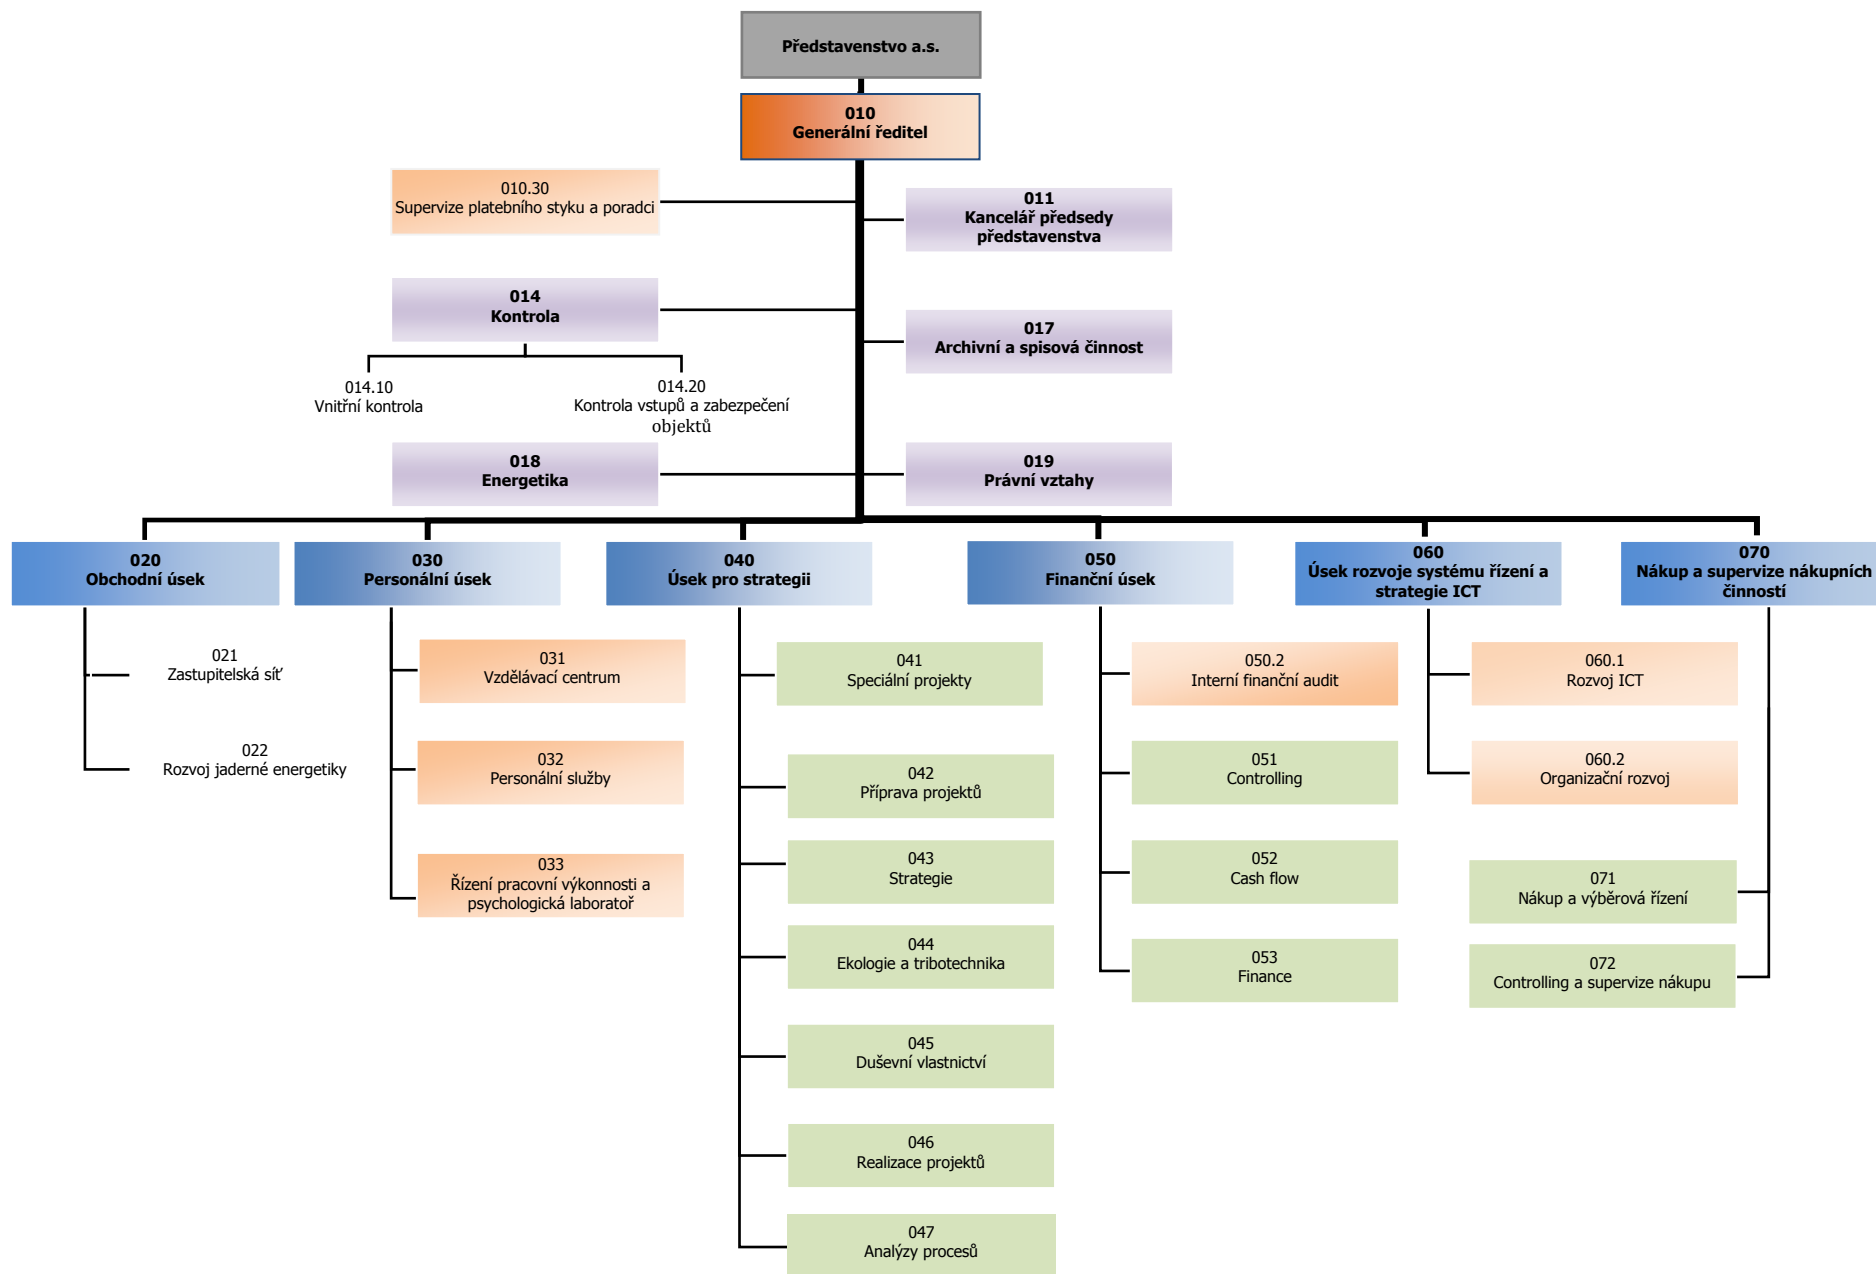 Představenstvo a.s.
010
Generální ředitel
010.30
Supervize platebního styku a poradci
011
Kancelář předsedy
představenstva
014
Kontrola
017
Archivní a spisová činnost
014.10
Vnitřní kontrola
014.20
Kontrola vstupů a zabezpečení
objektů
018
Energetika
019
Právní vztahy
020
Obchodní úsek
030
Personální úsek
040
Úsek pro strategii
050
Finanční úsek
060
Úsek rozvoje systému řízení a
strategie ICT
070
Nákup a supervize nákupních
činností
021
Zastupitelská síť
022
Rozvoj jaderné energetiky
031
Vzdělávací centrum
032
Personální služby
033
Řízení pracovní výkonnosti a
psychologická laboratoř
041
Speciální projekty
042
Příprava projektů
043
Strategie
044
Ekologie a tribotechnika
045
Duševní vlastnictví
046
Realizace projektů
047
Analýzy procesů
050.2
Interní finanční audit
051
Controlling
052
Cash flow
053
Finance
060.1
Rozvoj ICT
060.2
Organizační rozvoj
071
Nákup a výběrová řízení
072
Controlling a supervize nákupu